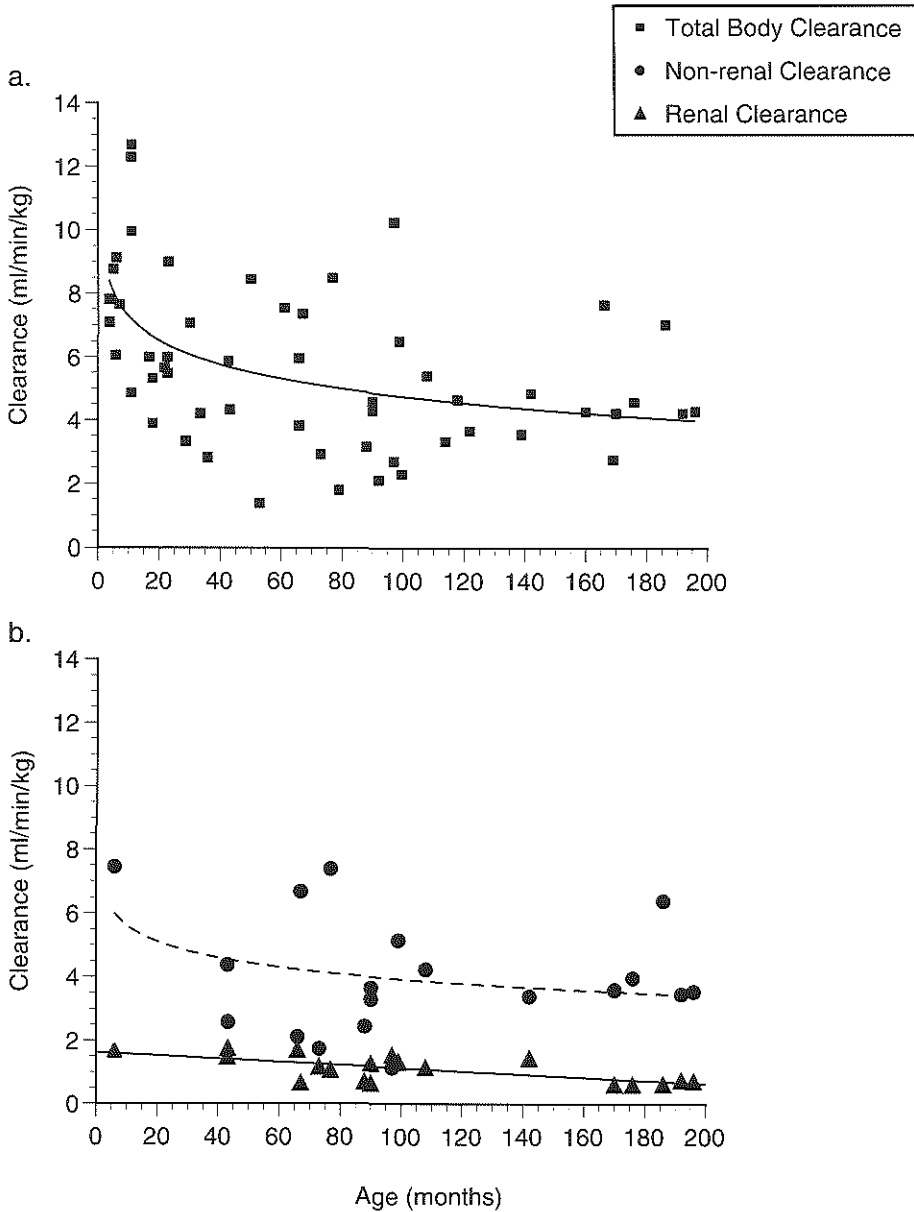 Total Body Clearance
Non-renal Clearance
Renal Clearance
a.
14
12
10
8
6
4
2
0
Clearance (ml/min/kg)
0 20 40 60 80 100 120 140 160 180 200
b.
14
12
10
8
6
4
2
0
Clearance (ml/min/kg)
0 20 40 60 80 100 120 140 160 180 200
Age (months)